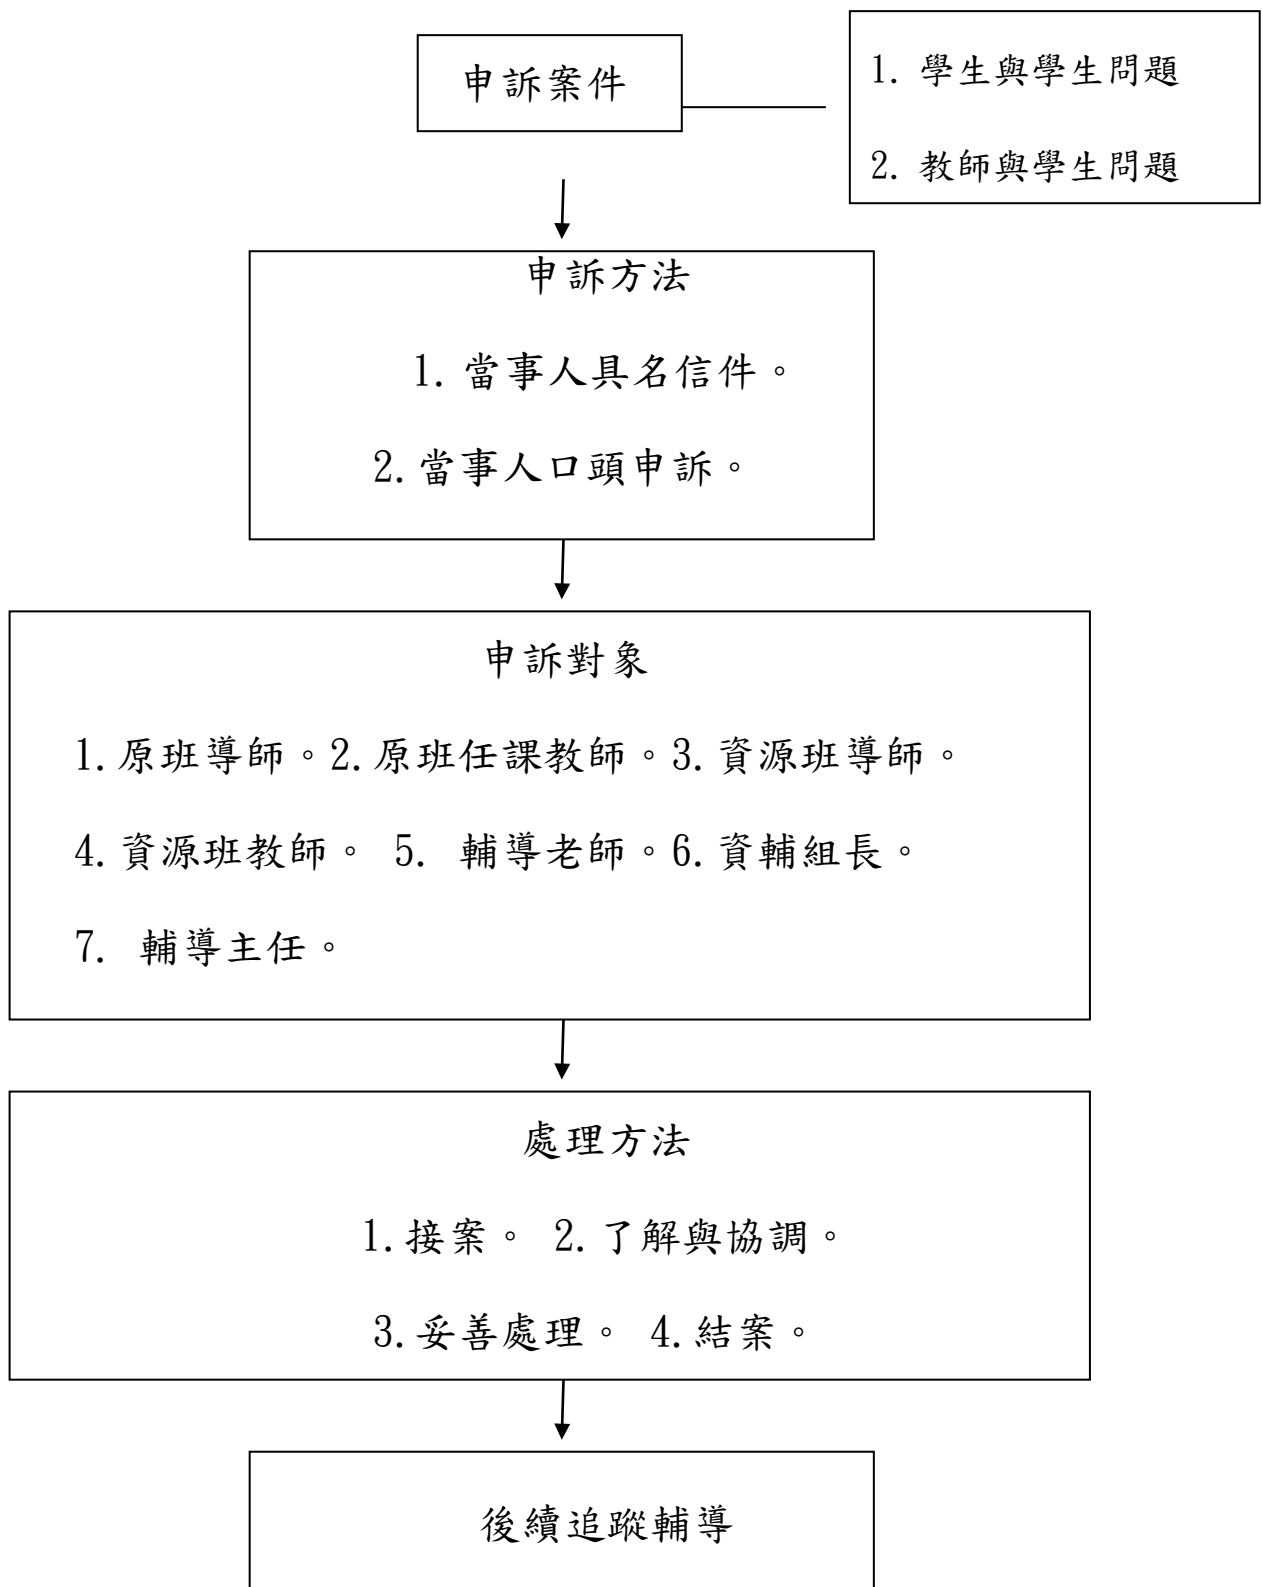 申訴案件
1. 學生與學生問題
2. 教師與學生問題
申訴方法
1. 當事人具名信件。
2. 當事人口頭申訴。
申訴對象
1. 原班導師。2. 原班任課教師。3. 資源班導師。
4. 資源班教師。 5. 輔導老師。6. 資輔組長。
7. 輔導主任。
處理方法
1. 接案。 2. 了解與協調。
3. 妥善處理。 4. 結案。
後續追蹤輔導